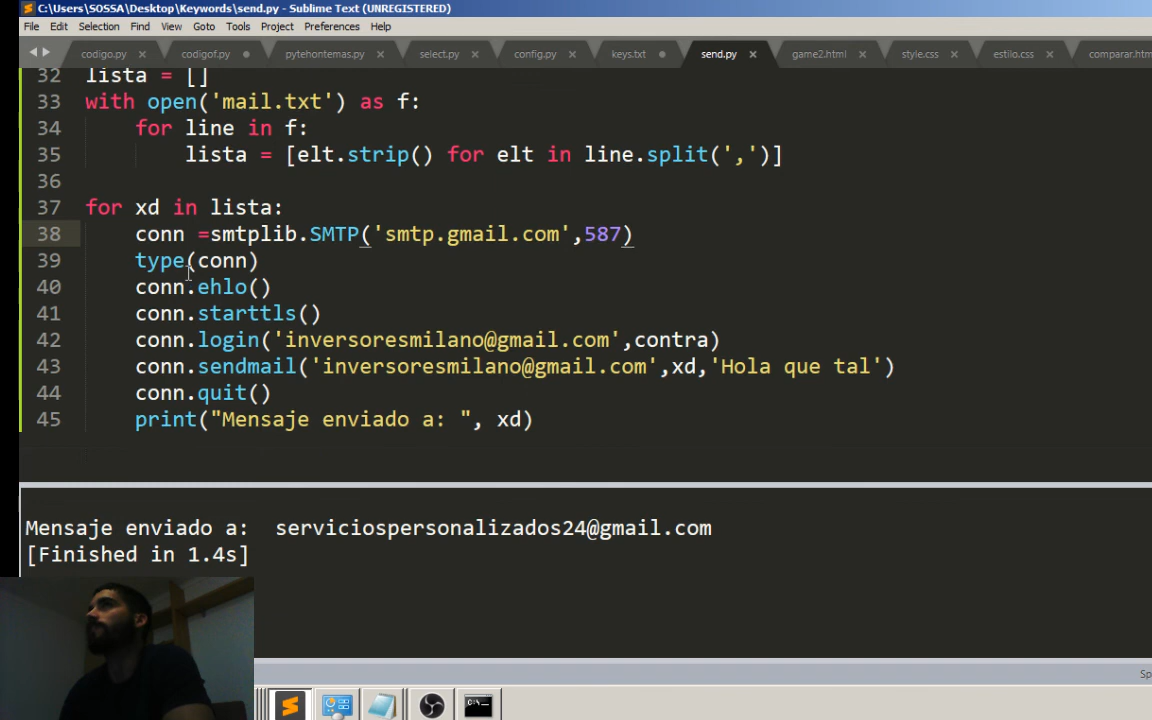 C:\Users\SOSSA\Desktop\Keywords\send.py - Sublime Text (UNREGISTERED)
File Edit Selection Find View Goto Tools Project Preferences Help
codigo.py codigof.py pytehontemas.py select.py config.py keys.txt send.py game2.html style.css estilo.css comparar.htm
32 lista = []
33 with open('mail.txt') as f:
34 for line in f:
35 lista = [elt.strip() for elt in line.split(',')]
36
37 for xd in lista:
38 conn =smtplib.SMTP('smtp.gmail.com',587)
39 type(conn)
40 conn.ehlo()
41 conn.starttls()
42 conn.login('inversoresmilano@gmail.com',contra)
43 conn.sendmail('inversoresmilano@gmail.com',xd,'Hola que tal')
44 conn.quit()
45 print("Mensaje enviado a: ", xd)
Mensaje enviado a:  serviciospersonalizados24@gmail.com
[Finished in 1.4s]
Sp
C:\